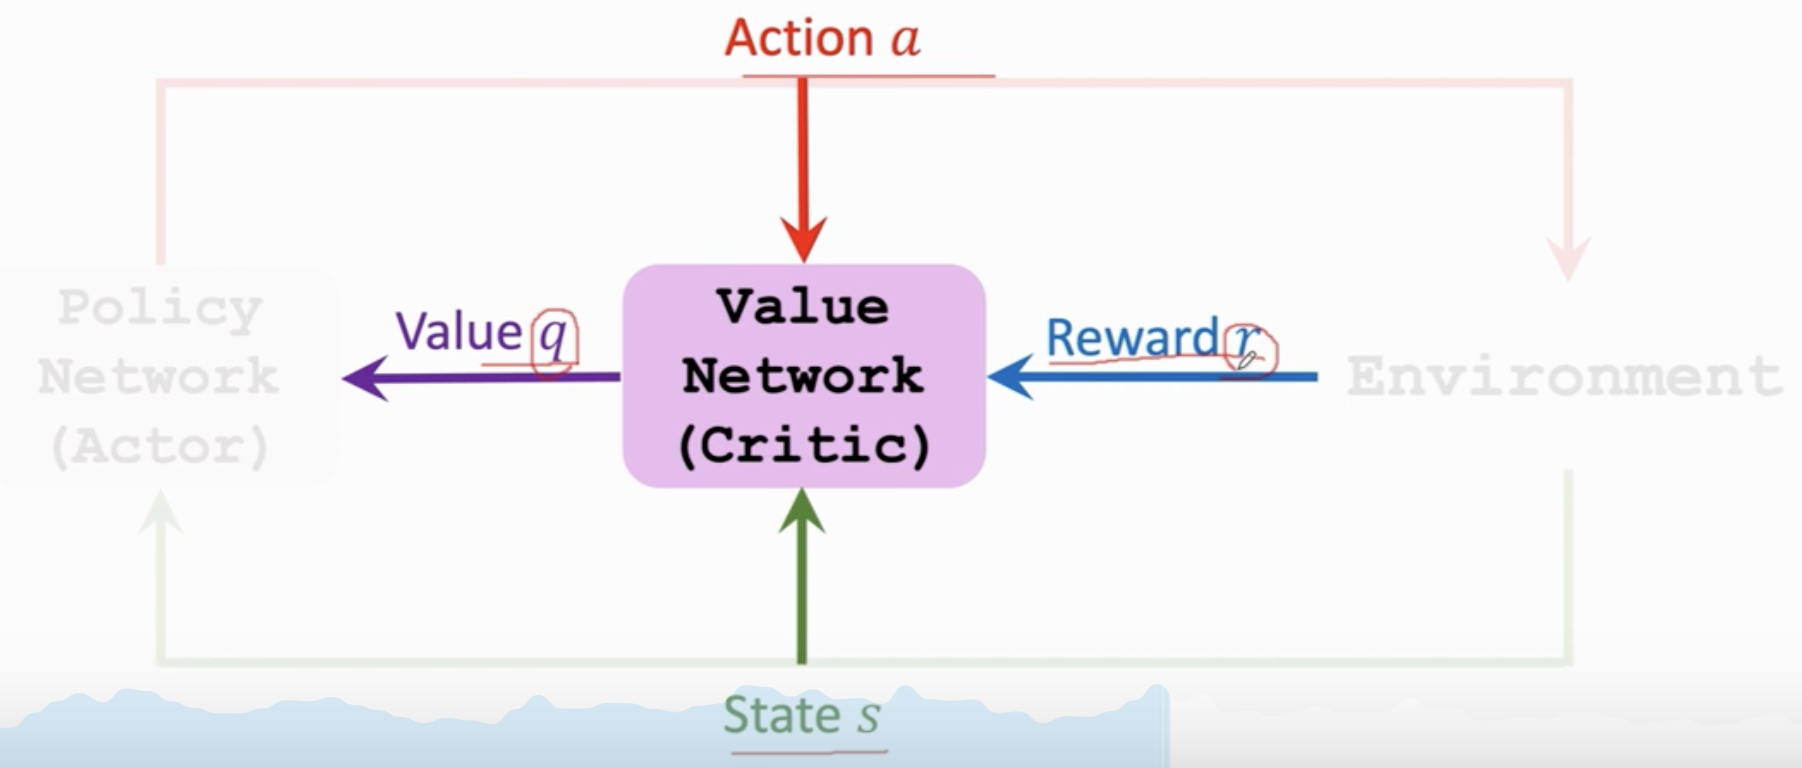 Action a
Policy
Network
(Actor)
Value q
Value
Network
(Critic)
Reward r
Environment
State s